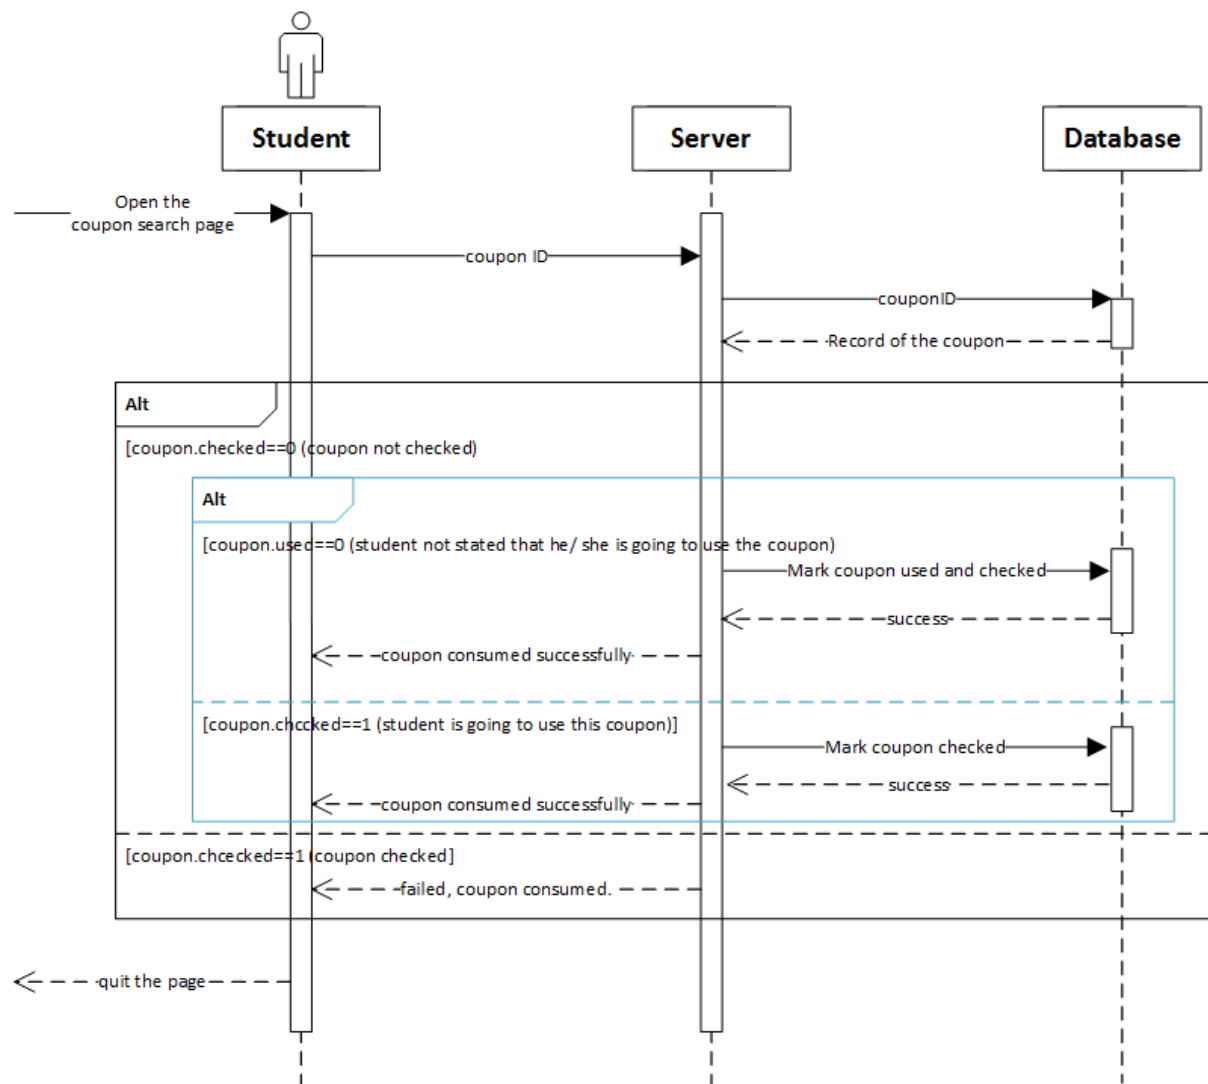 Student
Server
Database
Open the
coupon search page
coupon ID
couponID
Record of the coupon
Alt
[coupon.checked==0 (coupon not checked)
Alt
[coupon.used==0 (student not stated that he/ she is going to use the coupon)
Mark coupon used and checked
success
coupon consumed successfully
[coupon.chccked==1 (student is going to use this coupon)]
Mark coupon checked
success
coupon consumed successfully
[coupon.chcecked==1 (coupon checked]
failed, coupon consumed.
quit the page